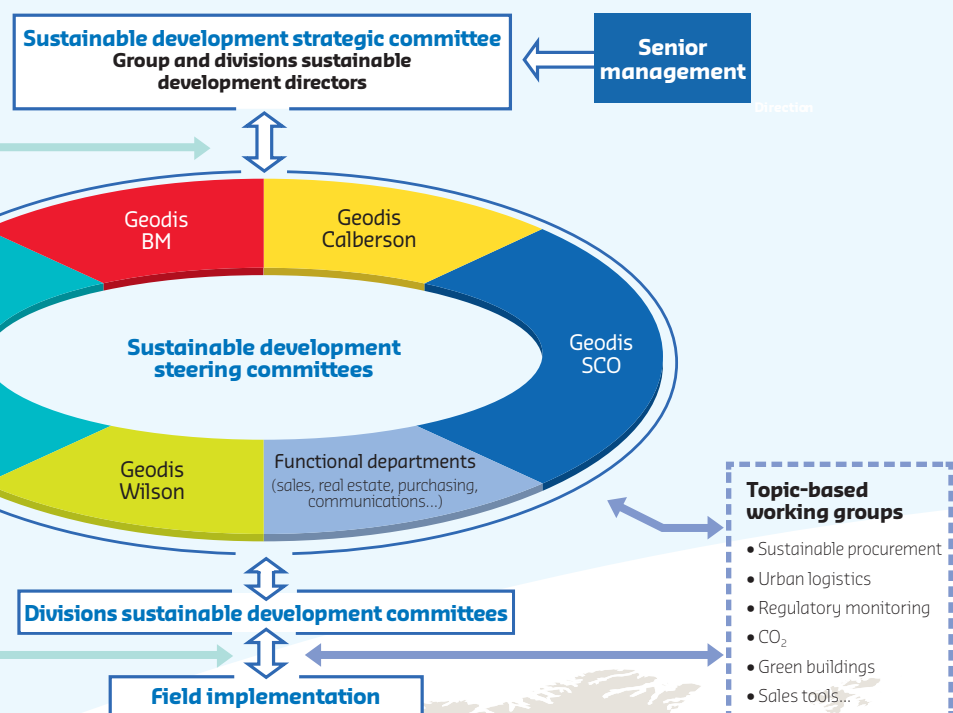 Sustainable development strategic committee
Group and divisions sustainable
development directors
Senior
management
Direction
Geodis
BM
Geodis
Calberson
Geodis
SCO
Sustainable development
steering committees
Geodis
Wilson
Functional departments
(sales, real estate, purchasing,
communications...)
Topic-based
working groups
• Sustainable procurement
• Urban logistics
• Regulatory monitoring
• CO₂
• Green buildings
• Sales tools...
Divisions sustainable development committees
Field implementation